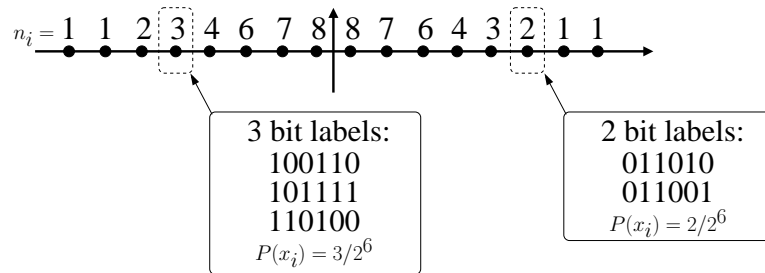 n_i = 1 1 2 3 4 6 7 8 8 7 6 4 3 2 1 1
3 bit labels:
100110
101111
110100
P(x_i) = 3/2^6
2 bit labels:
011010
011001
P(x_i) = 2/2^6